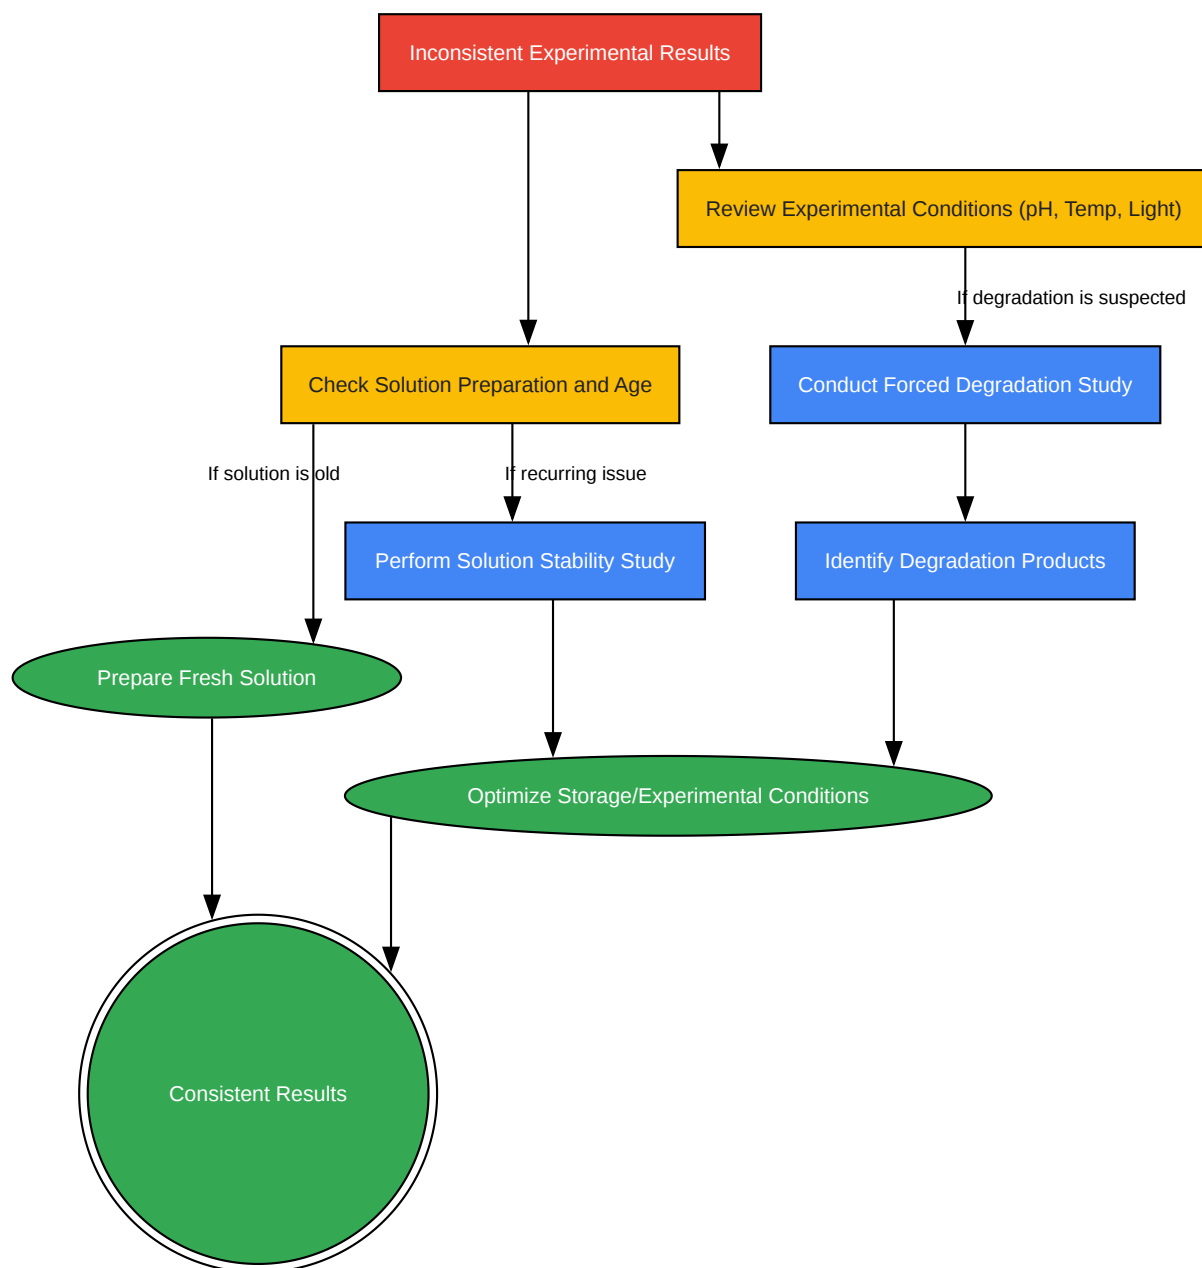 Inconsistent Experimental Results
Review Experimental Conditions (pH, Temp, Light)
If degradation is suspected
Check Solution Preparation and Age
Conduct Forced Degradation Study
If solution is old
If recurring issue
Perform Solution Stability Study
Identify Degradation Products
Prepare Fresh Solution
Optimize Storage/Experimental Conditions
Consistent Results